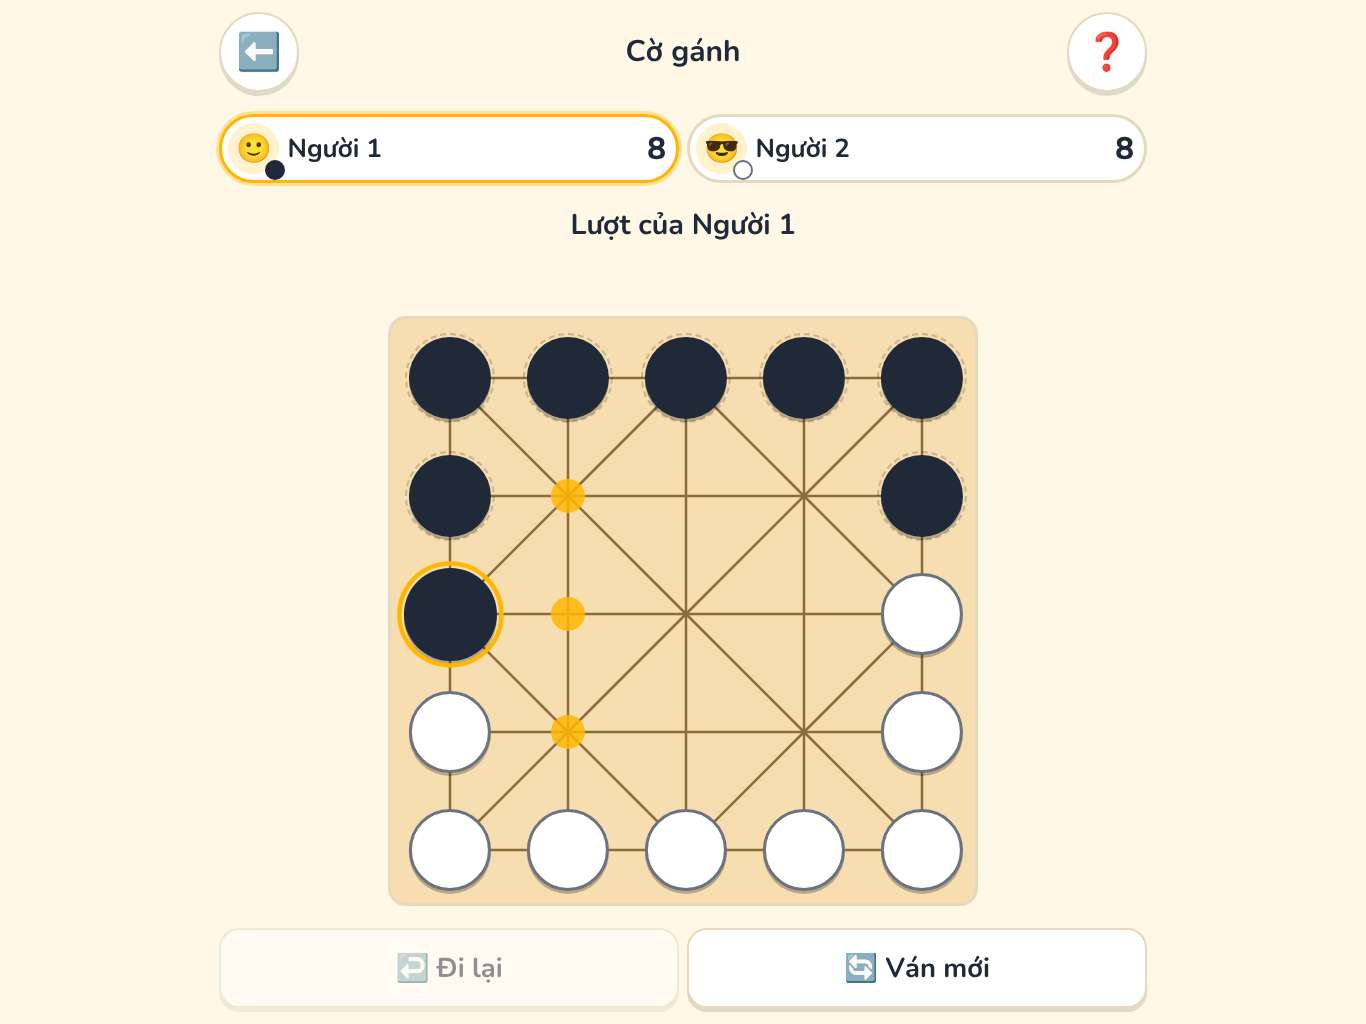 Cờ gánh
Người 1 8
Người 2 8
Lượt của Người 1
Đi lại
Ván mới